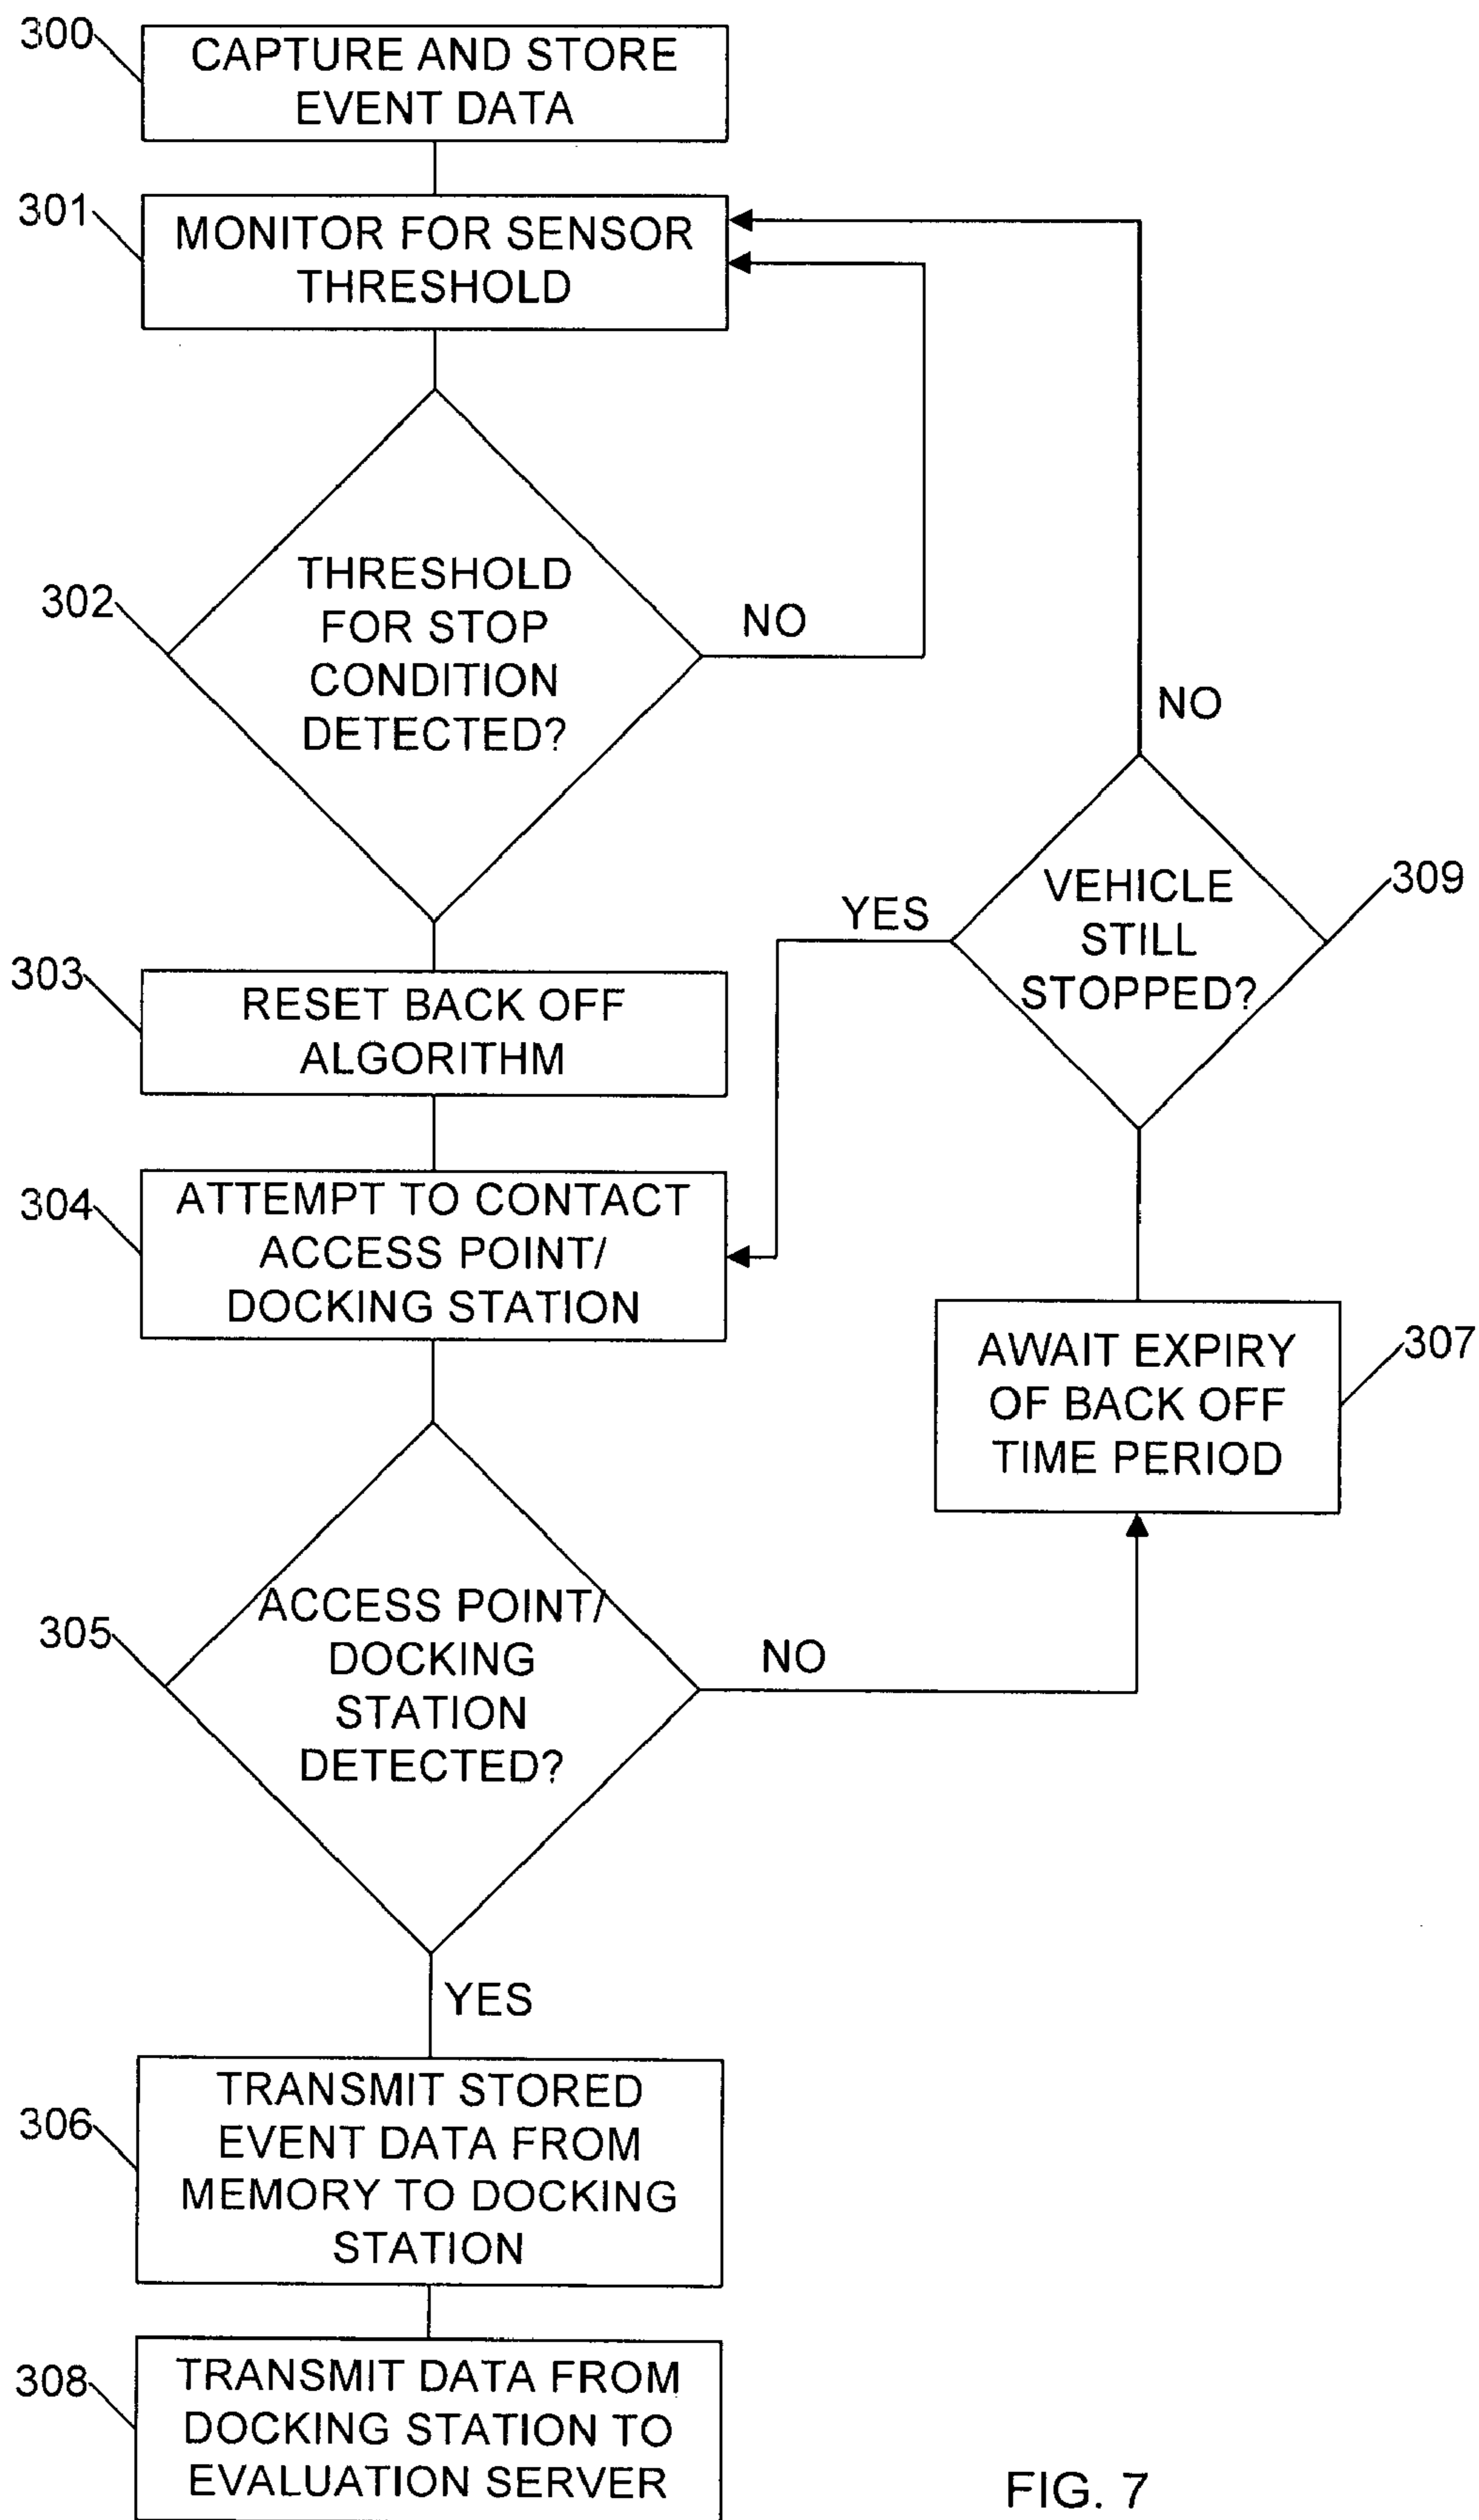 300
CAPTURE AND STORE
EVENT DATA
301
MONITOR FOR SENSOR
THRESHOLD
302
THRESHOLD
FOR STOP
CONDITION
DETECTED?
NO
303
RESET BACK OFF
ALGORITHM
304
ATTEMPT TO CONTACT
ACCESS POINT/
DOCKING STATION
305
ACCESS POINT/
DOCKING
STATION
DETECTED?
NO
YES
306
TRANSMIT STORED
EVENT DATA FROM
MEMORY TO DOCKING
STATION
308
TRANSMIT DATA FROM
DOCKING STATION TO
EVALUATION SERVER
307
AWAIT EXPIRY
OF BACK OFF
TIME PERIOD
309
VEHICLE
STILL
STOPPED?
YES
NO
FIG. 7